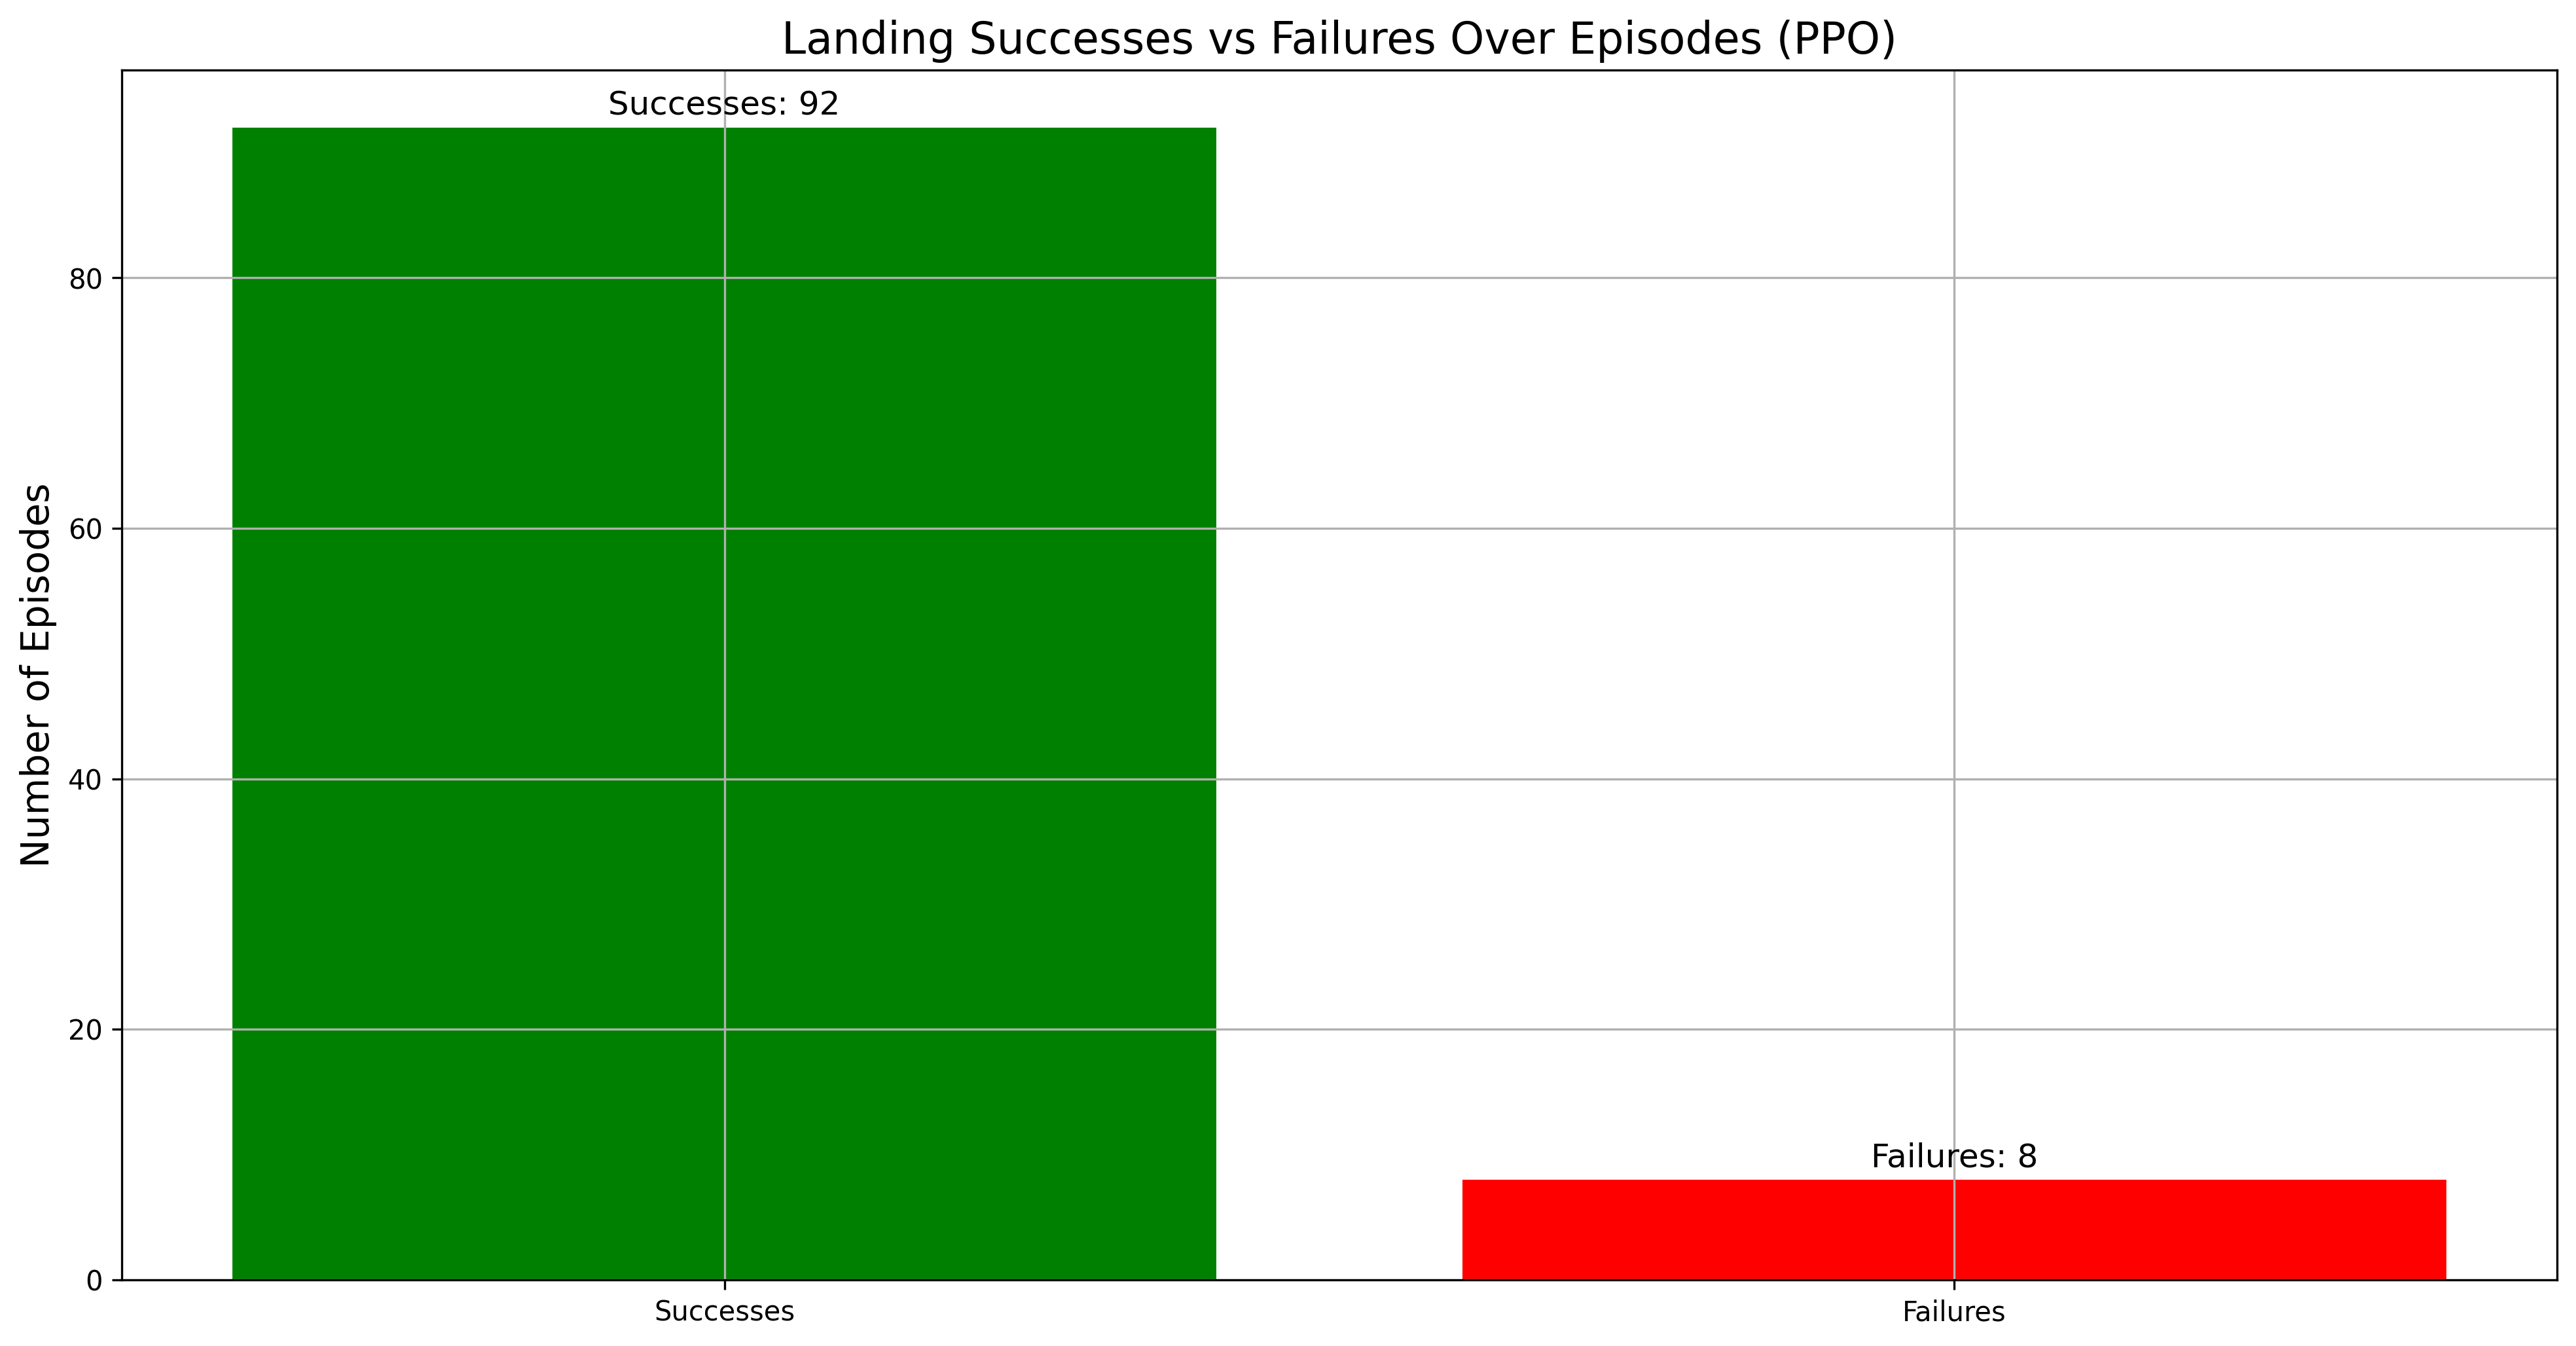 Landing Successes vs Failures Over Episodes (PPO)
Successes: 92
80
60
40
20
0
Number of Episodes
Failures: 8
Successes
Failures